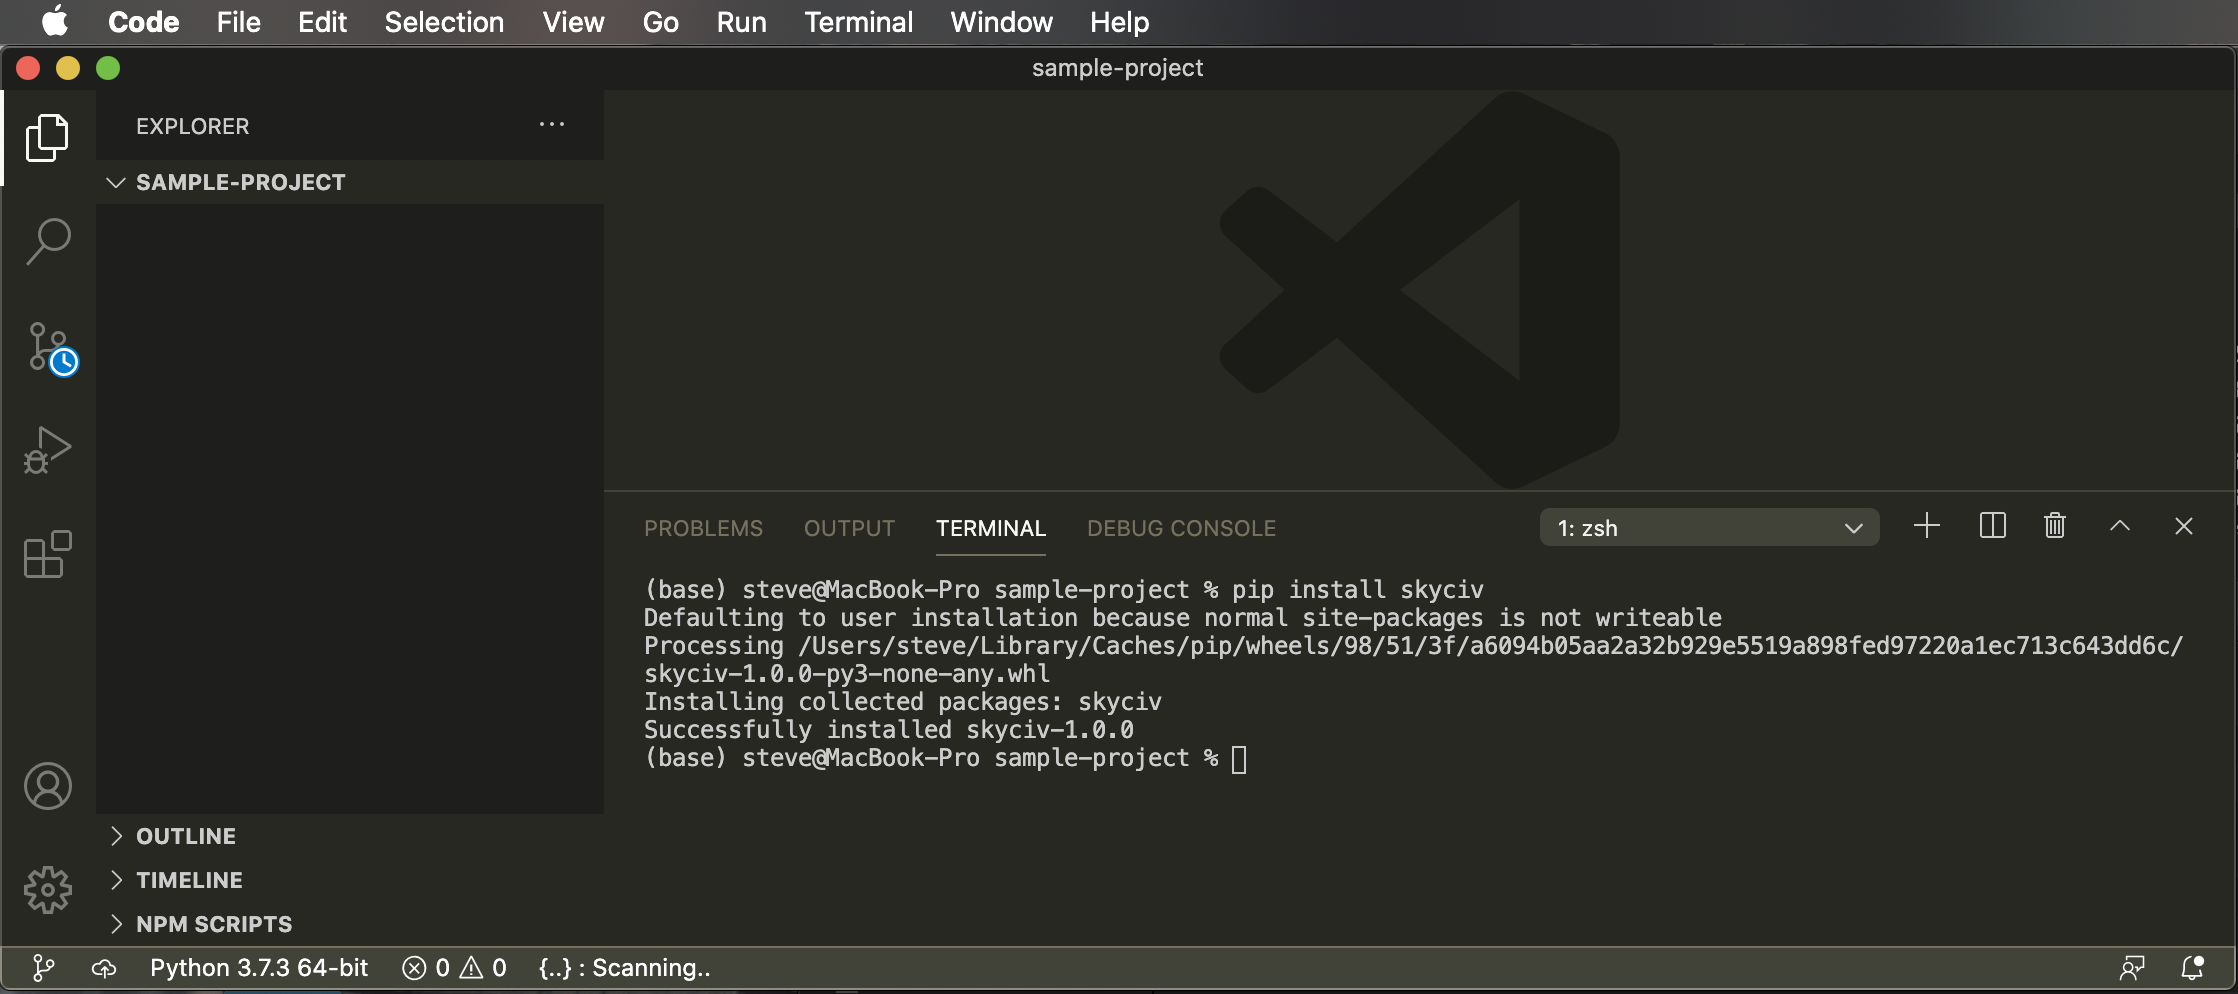 Code File Edit Selection View Go Run Terminal Window Help
sample-project
EXPLORER
SAMPLE-PROJECT
PROBLEMS OUTPUT TERMINAL DEBUG CONSOLE 1: zsh
(base) steve@MacBook-Pro sample-project % pip install skyciv
Defaulting to user installation because normal site-packages is not writeable
Processing /Users/steve/Library/Caches/pip/wheels/98/51/3f/a6094b05aa2a32b929e5519a898fed97220a1ec713c643dd6c/
skyciv-1.0.0-py3-none-any.whl
Installing collected packages: skyciv
Successfully installed skyciv-1.0.0
(base) steve@MacBook-Pro sample-project %
OUTLINE
TIMELINE
NPM SCRIPTS
Python 3.7.3 64-bit 0 0 {..} : Scanning..